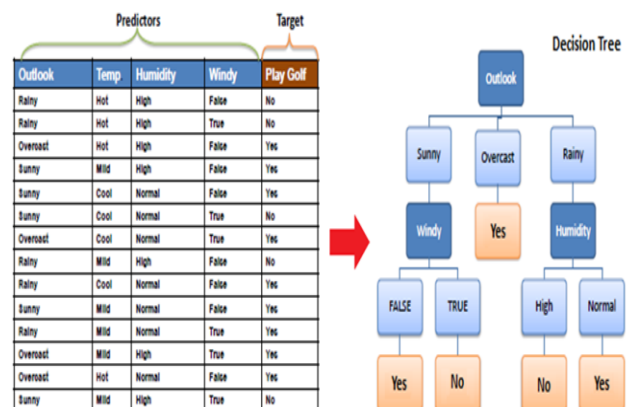 Predictors Target
Outlook Temp Humidity Windy Play Golf
Rainy Hot High False No
Rainy Hot High True No
Overcast Hot High False Yes
Sunny Mild High False Yes
Sunny Cool Normal False Yes
Sunny Cool Normal True No
Overcast Cool Normal True Yes
Rainy Mild High False No
Rainy Cool Normal False Yes
Sunny Mild Normal False Yes
Rainy Mild Normal True Yes
Overcast Mild High True Yes
Overcast Hot Normal False Yes
Sunny Mild High True No
Decision Tree
Outlook
Sunny Overcast Rainy
Windy Yes Humidity
FALSE TRUE High Normal
Yes No No Yes